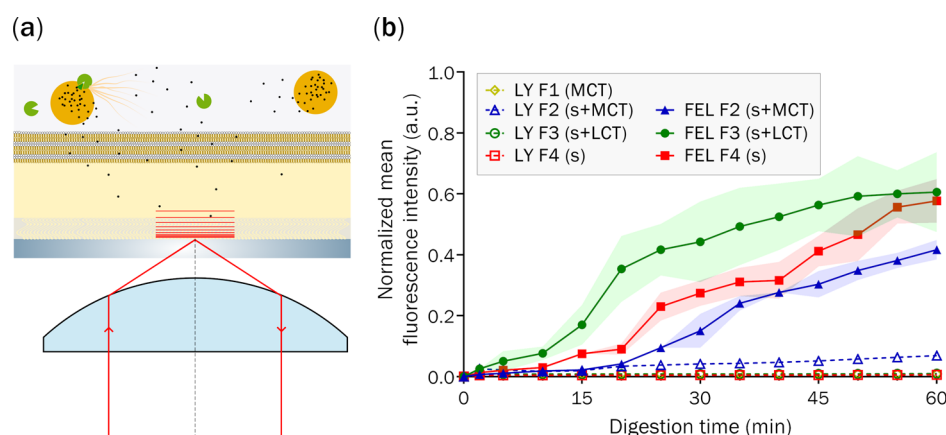 (a)
(b)
Normalized mean
fluorescence intensity (a.u.)
1.0
0.8
0.6
0.4
0.2
0.0
LY F1 (MCT)
LY F2 (s+MCT)
LY F3 (s+LCT)
LY F4 (s)
FEL F2 (s+MCT)
FEL F3 (s+LCT)
FEL F4 (s)
0 15 30 45 60
Digestion time (min)